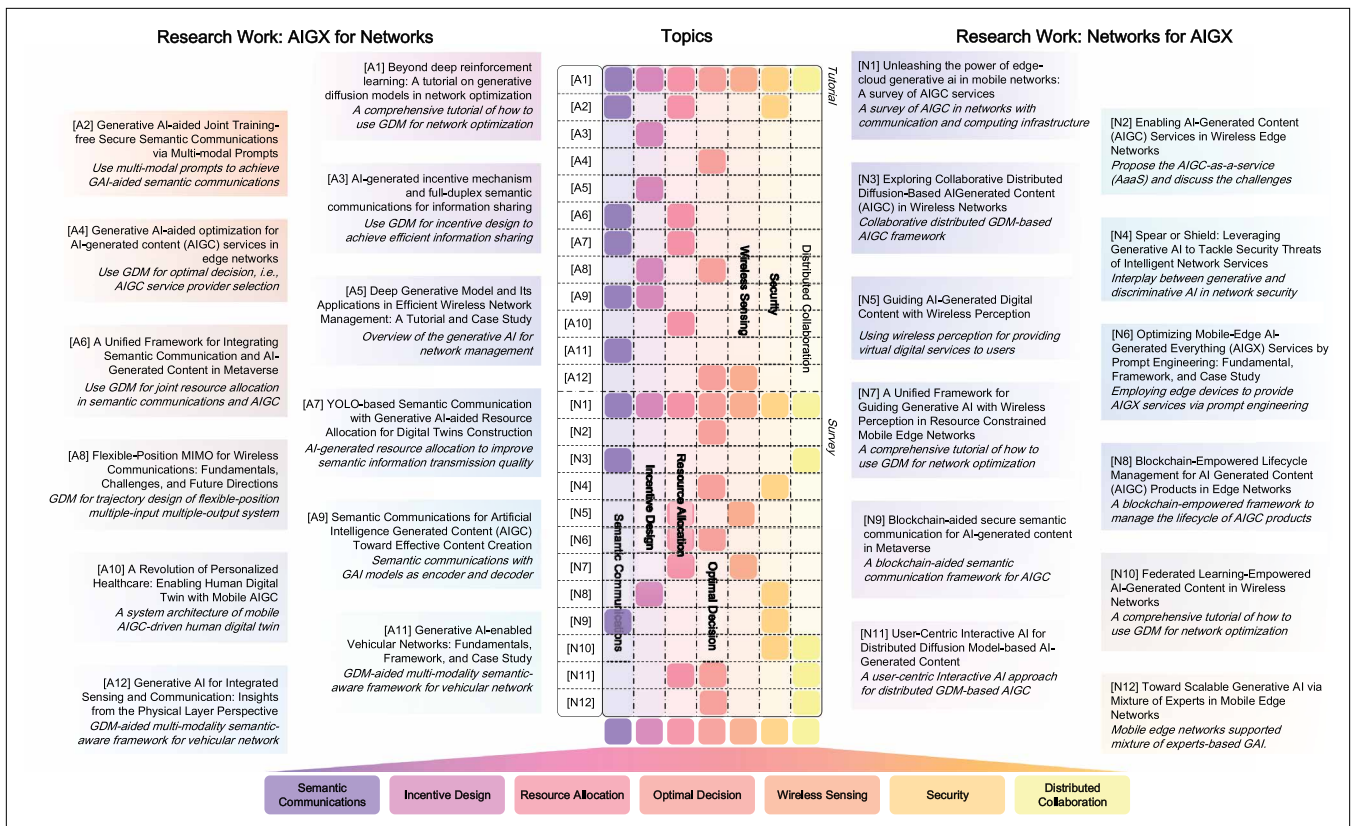 Research Work: AIGX for Networks
[A1] Beyond deep reinforcement
learning: A tutorial on generative
diffusion models in network optimization
A comprehensive tutorial of how to
use GDM for network optimization
[A2] Generative AI-aided Joint Training-
free Secure Semantic Communications
via Multi-modal Prompts
Use multi-modal prompts to achieve
GAI-aided semantic communications
[A3] AI-generated incentive mechanism
and full-duplex semantic
communications for information sharing
Use GDM for incentive design to
achieve efficient information sharing
[A4] Generative AI-aided optimization for
AI-generated content (AIGC) services in
edge networks
Use GDM for optimal decision, i.e.,
AIGC service provider selection
[A5] Deep Generative Model and Its
Applications in Efficient Wireless Network
Management: A Tutorial and Case Study
Overview of the generative AI for
network management
[A6] A Unified Framework for Integrating
Semantic Communication and AI-
Generated Content in Metaverse
Use GDM for joint resource allocation
in semantic communications and AIGC
[A7] YOLO-based Semantic Communication
with Generative AI-aided Resource
Allocation for Digital Twins Construction
AI-generated resource allocation to improve
semantic information transmission quality
[A8] Flexible-Position MIMO for Wireless
Communications: Fundamentals,
Challenges, and Future Directions
GDM for trajectory design of flexible-position
multiple-input multiple-output system
[A9] Semantic Communications for Artificial
Intelligence Generated Content (AIGC)
Toward Effective Content Creation
Semantic communications with
GAI models as encoder and decoder
[A10] A Revolution of Personalized
Healthcare: Enabling Human Digital
Twin with Mobile AIGC
A system architecture of mobile
AIGC-driven human digital twin
[A11] Generative AI-enabled
Vehicular Networks: Fundamentals,
Framework, and Case Study
GDM-aided multi-modality semantic-
aware framework for vehicular network
[A12] Generative AI for Integrated
Sensing and Communication: Insights
from the Physical Layer Perspective
GDM-aided multi-modality semantic-
aware framework for vehicular network
Topics
[A1]
[A2]
[A3]
[A4]
[A5]
[A6]
[A7]
[A8]
[A9]
[A10]
[A11]
[A12]
[N1]
[N2]
[N3]
[N4]
[N5]
[N6]
[N7]
[N8]
[N9]
[N10]
[N11]
[N12]
Semantic Communications
Incentive Design
Resource Allocation
Optimal Decision
Wireless Sensing
Security
Distributed Collaboration
Tutorial
Survey
Research Work: Networks for AIGX
[N1] Unleashing the power of edge-
cloud generative ai in mobile networks:
A survey of AIGC services
A survey of AIGC in networks with
communication and computing infrastructure
[N2] Enabling AI-Generated Content
(AIGC) Services in Wireless Edge
Networks
Propose the AIGC-as-a-service
(AaaS) and discuss the challenges
[N3] Exploring Collaborative Distributed
Diffusion-Based AIGenerated Content
(AIGC) in Wireless Networks
Collaborative distributed GDM-based
AIGC framework
[N4] Spear or Shield: Leveraging
Generative AI to Tackle Security Threats
of Intelligent Network Services
Interplay between generative and
discriminative AI in network security
[N5] Guiding AI-Generated Digital
Content with Wireless Perception
Using wireless perception for providing
virtual digital services to users
[N6] Optimizing Mobile-Edge AI-
Generated Everything (AIGX) Services by
Prompt Engineering: Fundamental,
Framework, and Case Study
Employing edge devices to provide
AIGX services via prompt engineering
[N7] A Unified Framework for
Guiding Generative AI with Wireless
Perception in Resource Constrained
Mobile Edge Networks
A comprehensive tutorial of how to
use GDM for network optimization
[N8] Blockchain-Empowered Lifecycle
Management for AI Generated Content
(AIGC) Products in Edge Networks
A blockchain-empowered framework to
manage the lifecycle of AIGC products
[N9] Blockchain-aided secure semantic
communication for AI-generated content
in Metaverse
A blockchain-aided semantic
communication framework for AIGC
[N10] Federated Learning-Empowered
AI-Generated Content in Wireless
Networks
A comprehensive tutorial of how to
use GDM for network optimization
[N11] User-Centric Interactive AI for
Distributed Diffusion Model-based AI-
Generated Content
A user-centric Interactive AI approach
for distributed GDM-based AIGC
[N12] Toward Scalable Generative AI via
Mixture of Experts in Mobile Edge
Networks
Mobile edge networks supported
mixture of experts-based GAI.
Semantic
Communications
Incentive Design
Resource Allocation
Optimal Decision
Wireless Sensing
Security
Distributed
Collaboration